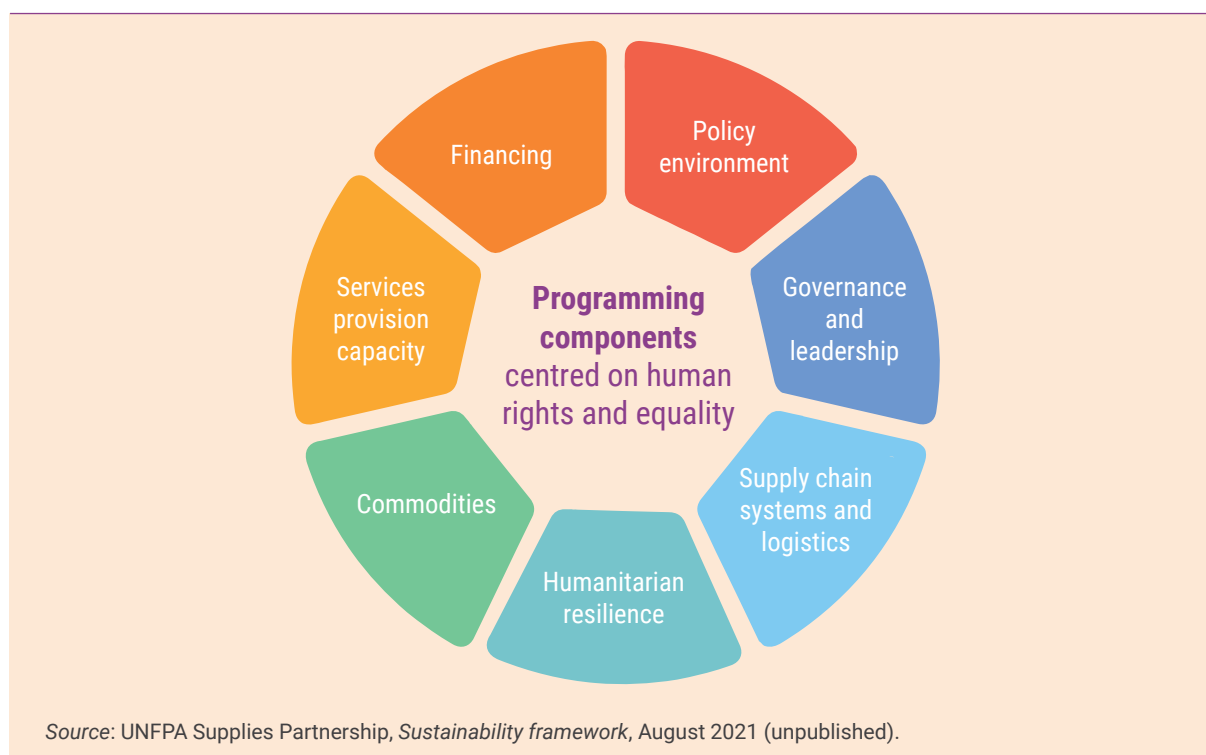 Financing
Policy
environment
Services
provision
capacity
Programming
components
centred on human
rights and equality
Governance
and
leadership
Commodities
Supply chain
systems and
logistics
Humanitarian
resilience
Source: UNFPA Supplies Partnership, Sustainability framework, August 2021 (unpublished).